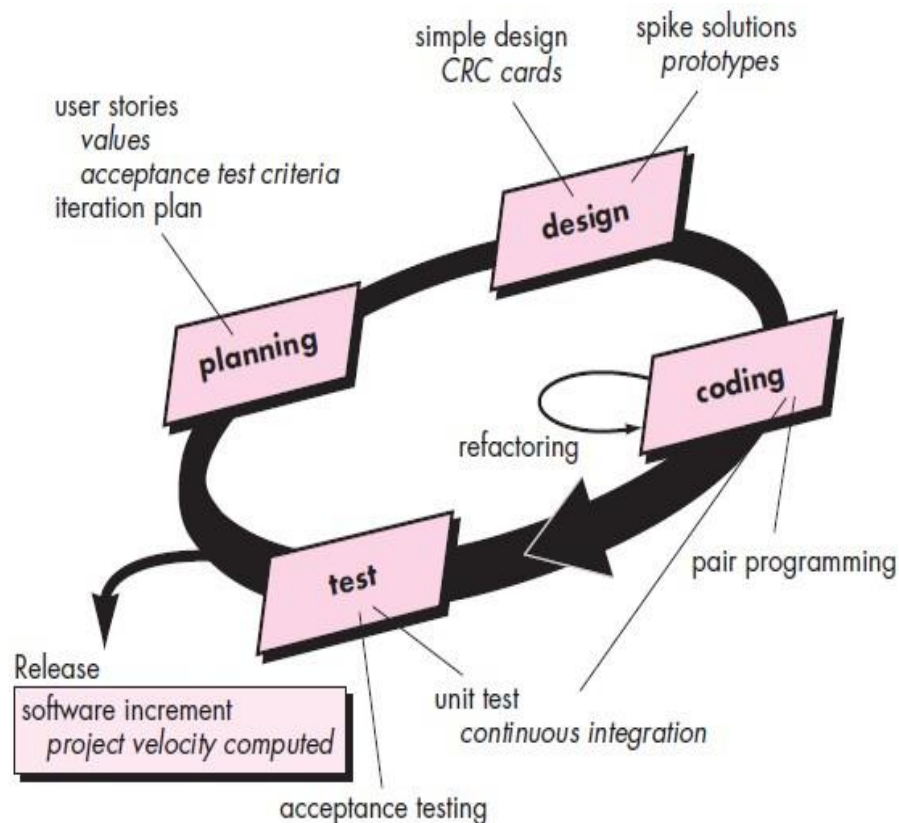 simple design
CRC cards
spike solutions
prototypes
user stories
values
acceptance test criteria
iteration plan
design
planning
coding
refactoring
test
pair programming
Release
software increment
project velocity computed
unit test
continuous integration
acceptance testing